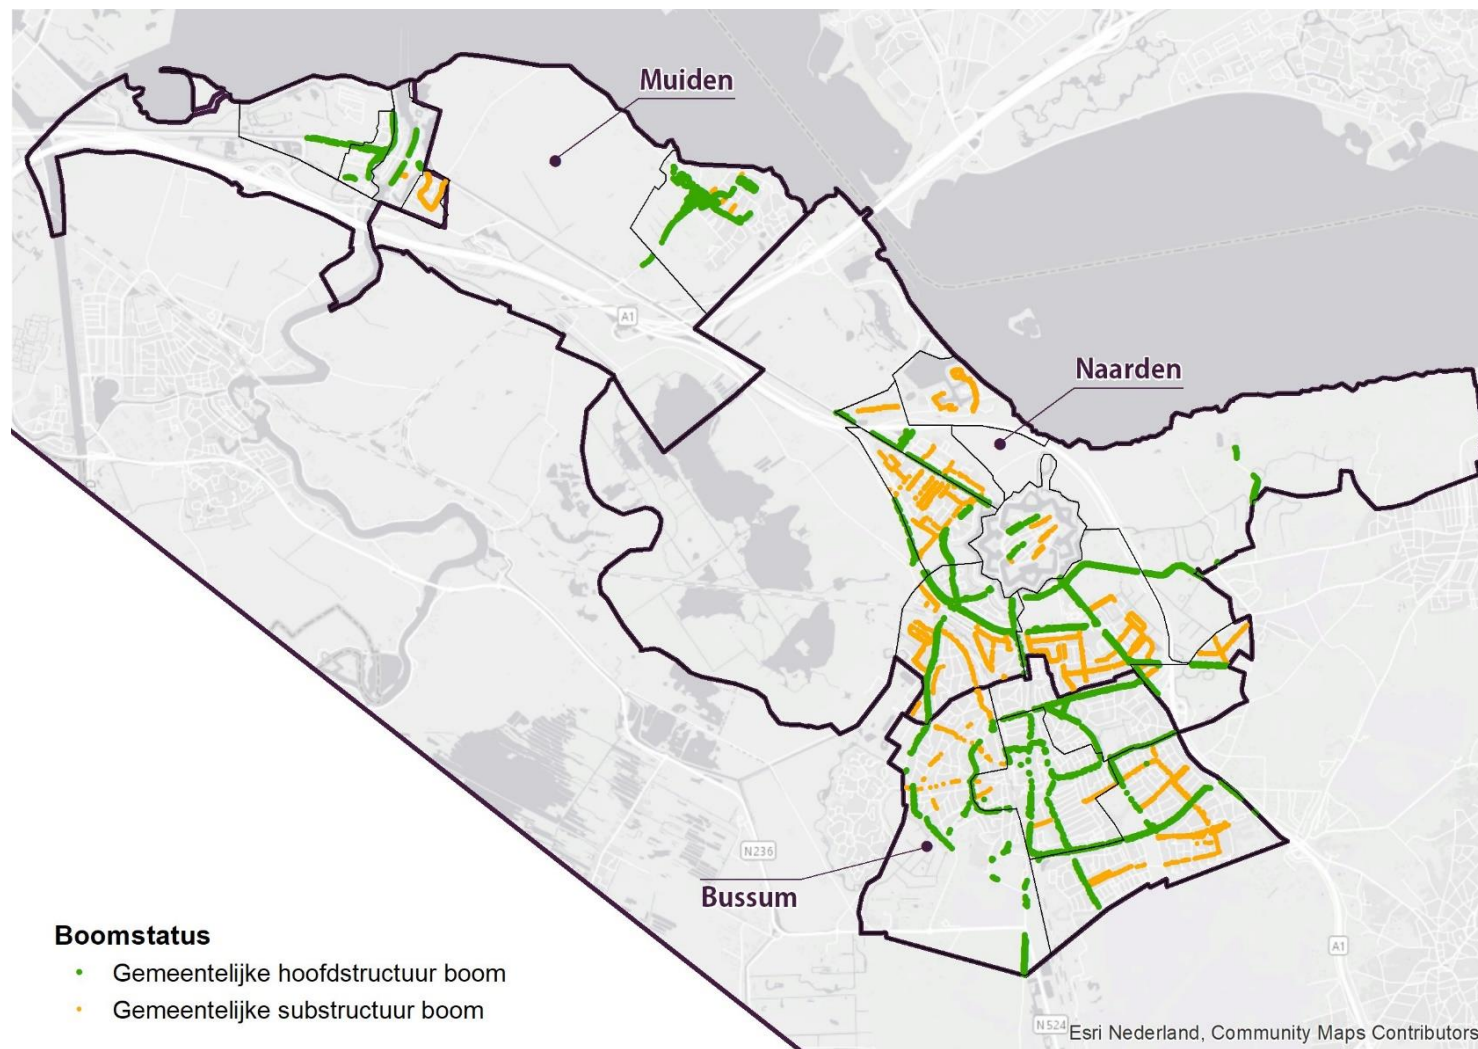 Muiden
A1
Naarden
N236
Bussum
Boomstatus
Gemeentelijke hoofdstructuur boom
Gemeentelijke substructuur boom
A1
N524
Esri Nederland, Community Maps Contributors